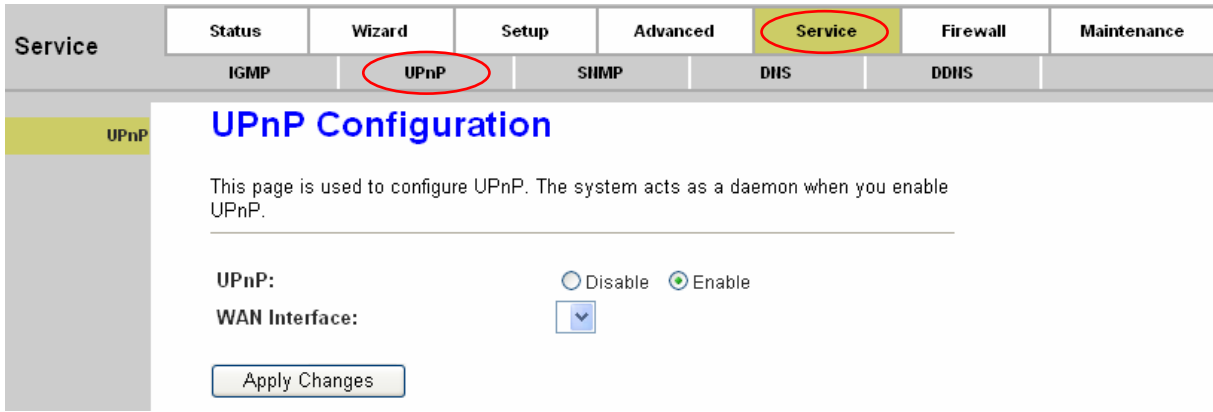 Service
Status Wizard Setup Advanced Service Firewall Maintenance
IGMP UPnP SNMP DNS DDNS
UPnP
UPnP Configuration
This page is used to configure UPnP. The system acts as a daemon when you enable
UPnP.
UPnP: Disable Enable
WAN Interface:
Apply Changes